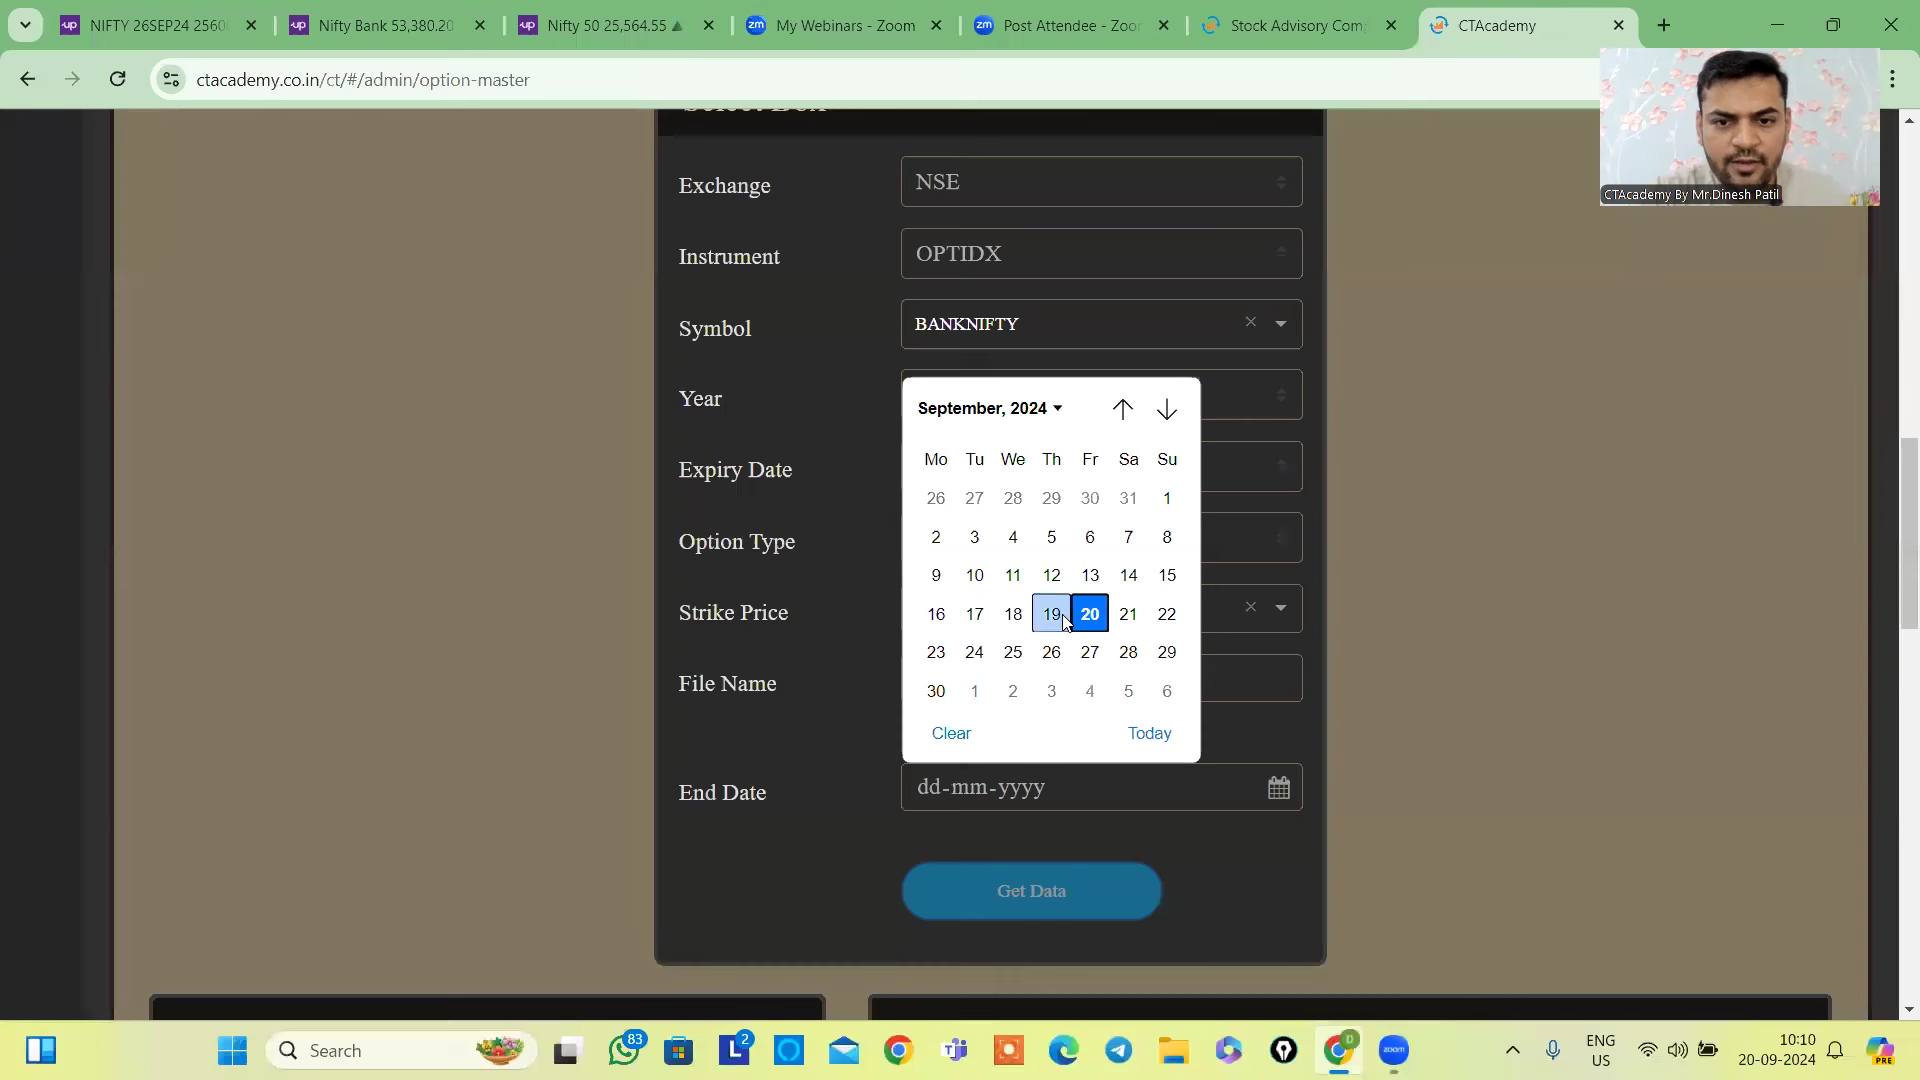 NIFTY 26SEP24 2560
Nifty Bank 53,380.20
Nifty 50 25,564.55
My Webinars - Zoom
Post Attendee - Zoo
Stock Advisory Com
CTAcademy
ctacademy.co.in/ct/#/admin/option-master
CTAcademy By Mr.Dinesh Patil
Select Box
Exchange
NSE
Instrument
OPTIDX
Symbol
BANKNIFTY
Year
September, 2024
Mo Tu We Th Fr Sa Su
26 27 28 29 30 31 1
2 3 4 5 6 7 8
9 10 11 12 13 14 15
16 17 18 19 20 21 22
23 24 25 26 27 28 29
30 1 2 3 4 5 6
Clear Today
Expiry Date
Option Type
Strike Price
File Name
End Date
dd-mm-yyyy
Get Data
Search
83
2
zoom
ENG
US
10:10
20-09-2024
PRE